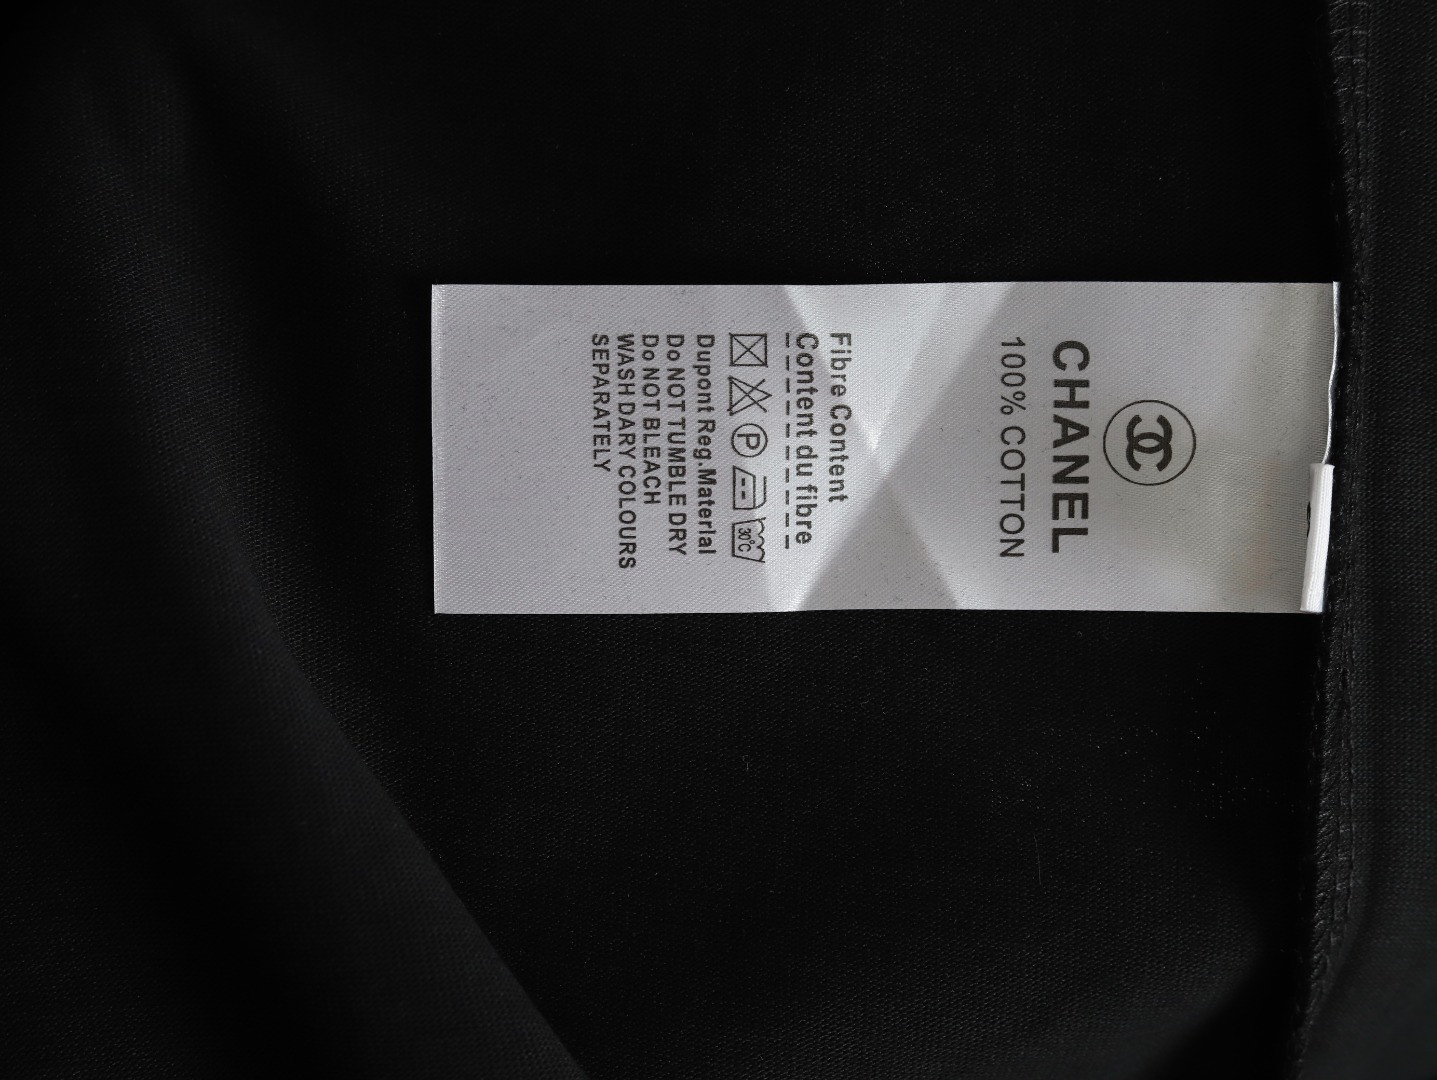 CHANEL
100% COTTON
Fibre Content
Content du fibre
P
30°C
Dupont Reg.Material
Do NOT TUMBLE DRY
Do NOT BLEACH
WASH DARY COLOURS
SEPARATELY